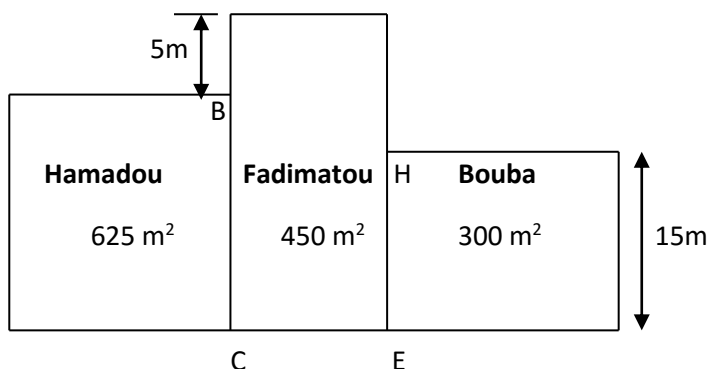 5m
B
Hamadou Fadimatou H Bouba
625 m² 450 m² 300 m² 15m
C E